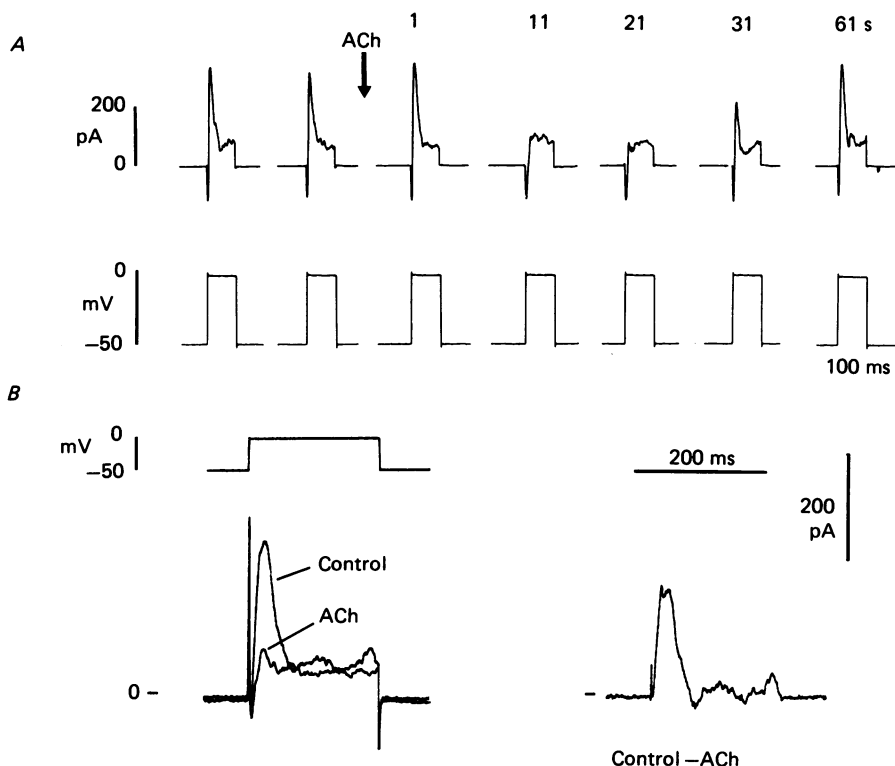 A
ACh
1 11 21 31 61 s
200
pA
0
0
mV
−50
100 ms
B
mV 0
−50
200 ms
200
pA
Control
ACh
0 –
–
Control −ACh